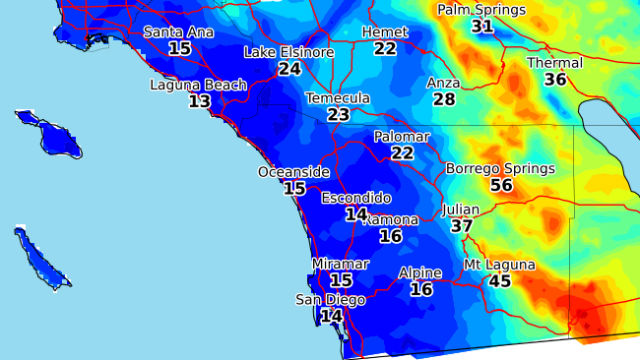 Palm Springs
31
Santa Ana
15
Hemet
22
Lake Elsinore
24
Thermal
36
Laguna Beach
13
Anza
28
Temecula
23
Palomar
22
Oceanside
15
Borrego Springs
56
Escondido
14
Ramona
16
Julian
37
Miramar
15
Alpine
16
Mt Laguna
45
San Diego
14